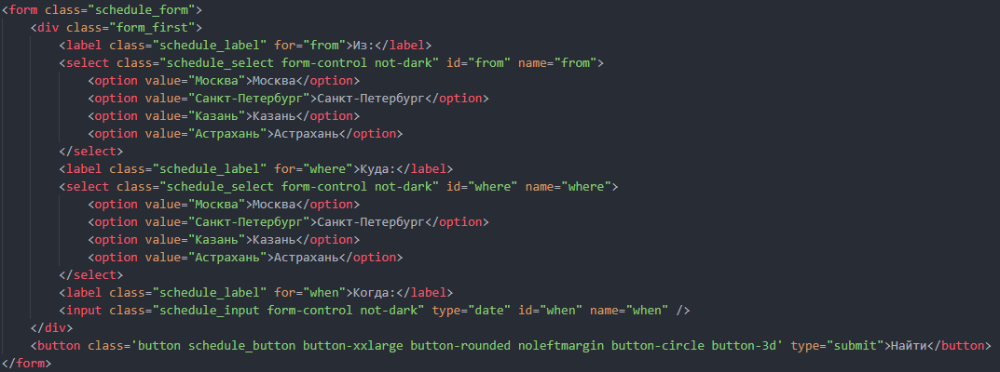 <form class="schedule_form">
<div class="form_first">
<label class="schedule_label" for="from">Из:</label>
<select class="schedule_select form-control not-dark" id="from" name="from">
<option value="Москва">Москва</option>
<option value="Санкт-Петербург">Санкт-Петербург</option>
<option value="Казань">Казань</option>
<option value="Астрахань">Астрахань</option>
</select>
<label class="schedule_label" for="where">Куда:</label>
<select class="schedule_select form-control not-dark" id="where" name="where">
<option value="Москва">Москва</option>
<option value="Санкт-Петербург">Санкт-Петербург</option>
<option value="Казань">Казань</option>
<option value="Астрахань">Астрахань</option>
</select>
<label class="schedule_label" for="when">Когда:</label>
<input class="schedule_input form-control not-dark" type="date" id="when" name="when" />
</div>
<button class='button schedule_button button-xxlarge button-rounded noleftmargin button-circle button-3d' type="submit">Найти</button>
</form>